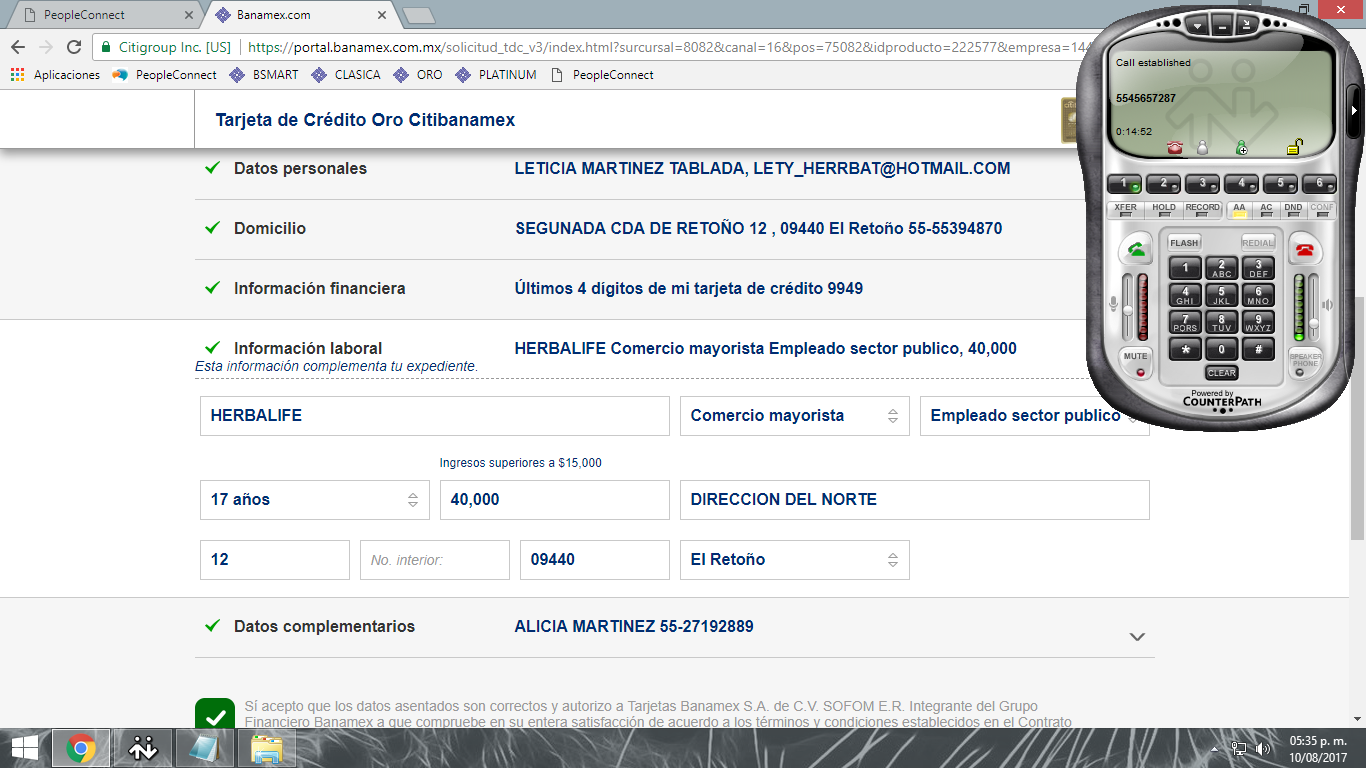 PeopleConnect
Banamex.com
Citigroup Inc. [US]
https://portal.banamex.com.mx/solicitud_tdc_v3/index.html?sursursal=8082&canal=16&pos=75082&idproducto=222577&empresa=144
Aplicaciones PeopleConnect BSMART CLASICA ORO PLATINUM PeopleConnect
Tarjeta de Crédito Oro Citibanamex
Datos personales LETICIA MARTINEZ TABLADA, LETY_HERRBAT@HOTMAIL.COM
Domicilio SEGUNADA CDA DE RETOÑO 12 , 09440 El Retoño 55-55394870
Información financiera Últimos 4 dígitos de mi tarjeta de crédito 9949
Información laboral HERBALIFE Comercio mayorista Empleado sector publico, 40,000
Esta información complementa tu expediente.
HERBALIFE Comercio mayorista Empleado sector publico
Ingresos superiores a $15,000
17 años 40,000 DIRECCION DEL NORTE
12 No. interior: 09440 El Retoño
Datos complementarios ALICIA MARTINEZ 55-27192889
Sí acepto que los datos asentados son correctos y autorizo a Tarjetas Banamex S.A. de C.V. SOFOM E.R. Integrante del Grupo
Financiero Banamex a que compruebe en su entera satisfacción de acuerdo a los términos y condiciones establecidos en el Contrato
Call established
5545657287
0:14:52
1 2 3 4 5 6
XFER HOLD RECORD AA AC DND CONF
FLASH REDIAL
1 2 ABC 3 DEF
4 GHI 5 JKL 6 MNO
7 PQRS 8 TUV 9 WXYZ
* 0 #
MUTE
SPEAKER PHONE
CLEAR
Powered by
COUNTERPATH
05:35 p. m.
10/08/2017